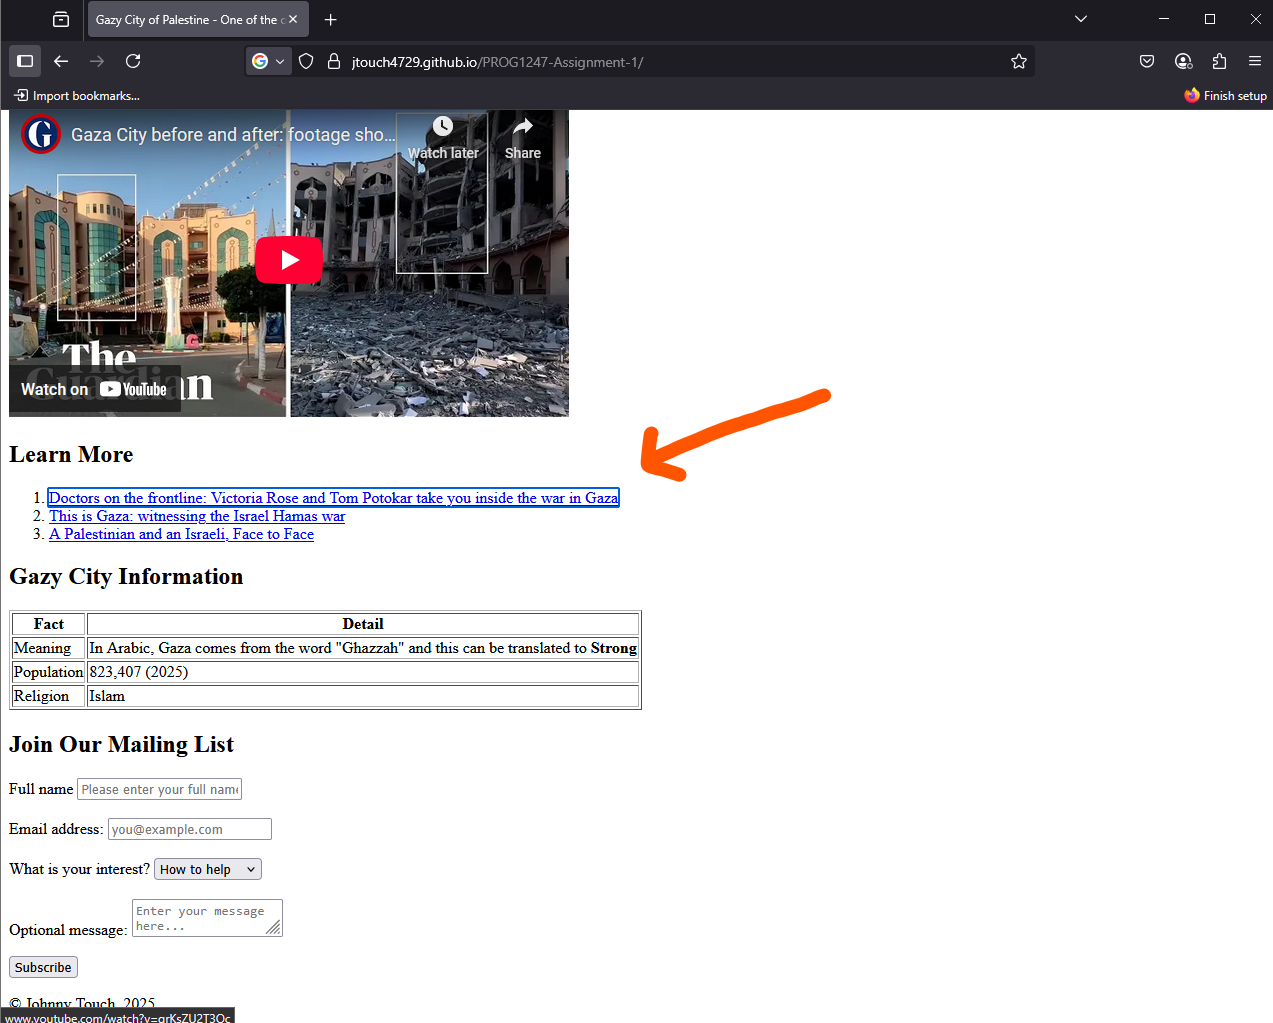 Gazy City of Palestine - One of the c
jtouch4729.github.io/PROG1247-Assignment-1/
Import bookmarks...
Finish setup
Gaza City before and after: footage sho...
Watch later
Share
G
The
Guardian
Watch on YouTube
Learn More
1. Doctors on the frontline: Victoria Rose and Tom Potokar take you inside the war in Gaza
2. This is Gaza: witnessing the Israel Hamas war
3. A Palestinian and an Israeli, Face to Face
Gazy City Information
Fact Detail
Meaning In Arabic, Gaza comes from the word "Ghazzah" and this can be translated to Strong
Population 823,407 (2025)
Religion Islam
Join Our Mailing List
Full name Please enter your full name
Email address: you@example.com
What is your interest? How to help
Optional message: Enter your message
here...
Subscribe
© Johnny Touch, 2025